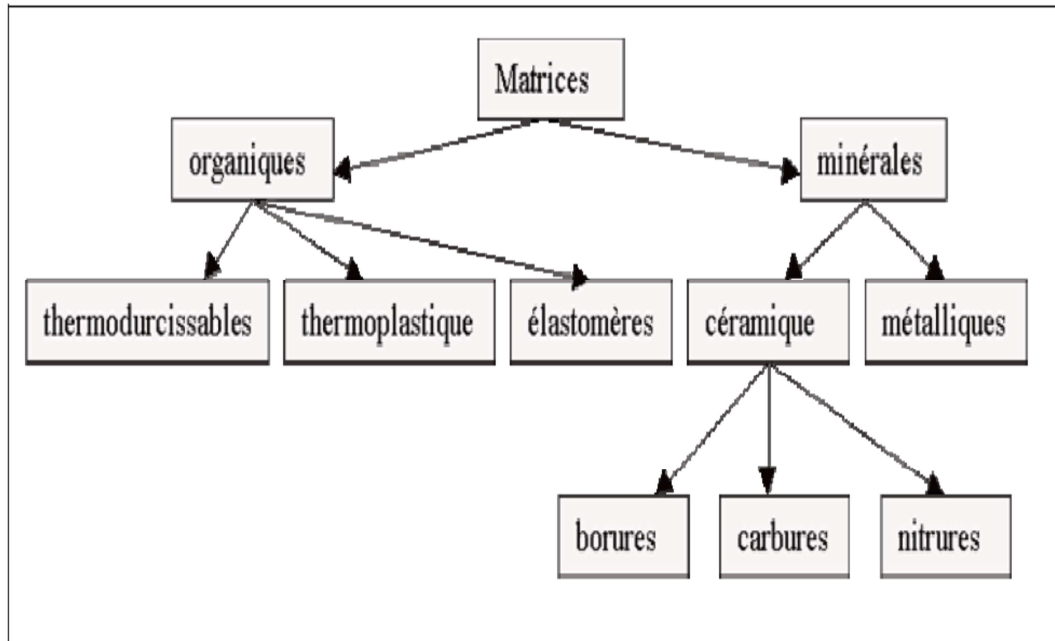 Matrices
organiques
minérales
thermodurcissables
thermoplastique
élastomères
céramique
métalliques
borures
carbures
nitrures